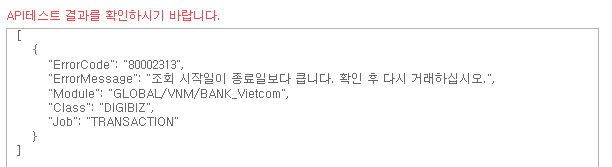 API테스트 결과를 확인하시기 바랍니다.
[
{
"ErrorCode": "80002313",
"ErrorMessage": "조회 시작일이 종료일보다 큽니다. 확인 후 다시 거래하십시오.",
"Module": "GLOBAL/VNM/BANK_Vietcom",
"Class": "DIGIBIZ",
"Job": "TRANSACTION"
}
]